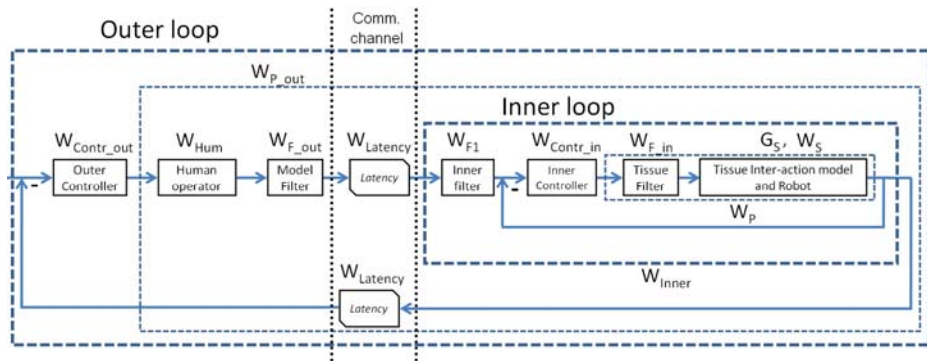 Comm.
channel
Outer loop
W_P_out
Inner loop
W_Contr_out
W_Hum
W_F_out
W_Latency
W_F1
W_Contr_in
W_F_in
G_S, W_S
Outer
Controller
Human
operator
Model
Filter
Latency
Inner
filter
Inner
Controller
Tissue
Filter
Tissue Inter-action model
and Robot
-
-
W_P
W_Latency
W_Inner
Latency